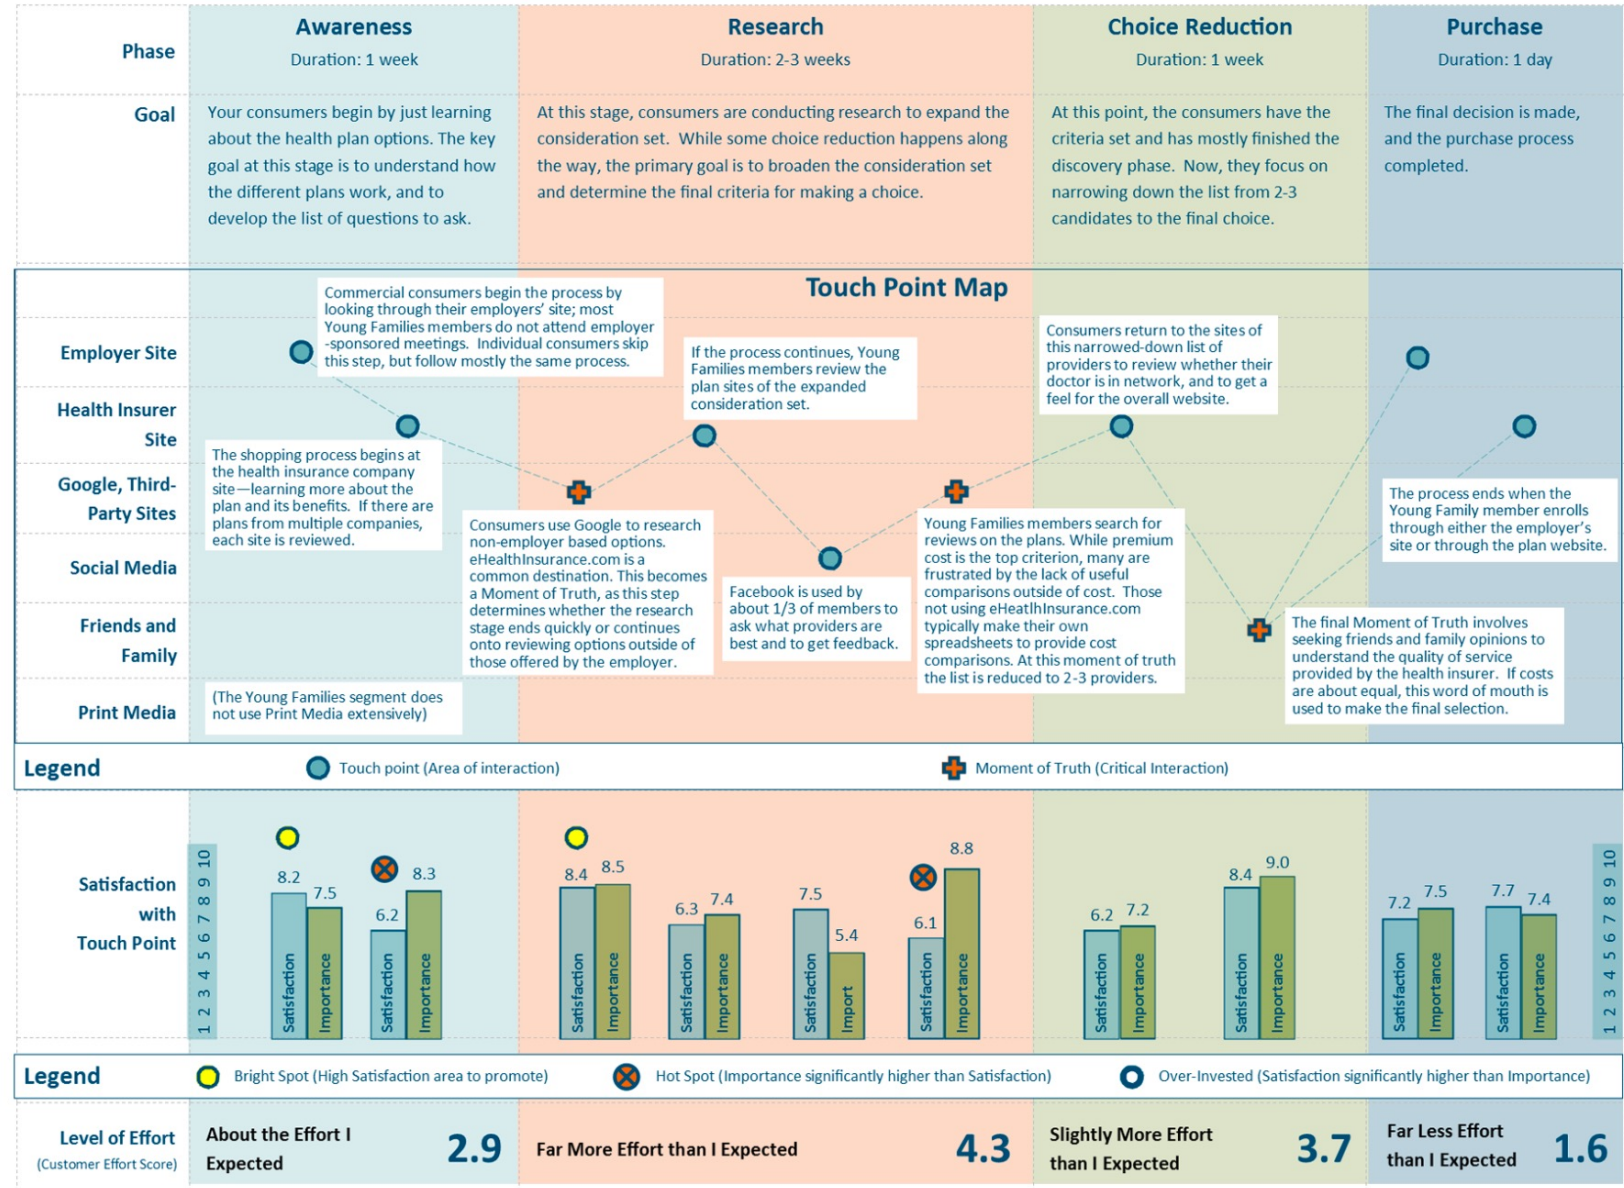 Phase
Awareness
Duration: 1 week
Research
Duration: 2-3 weeks
Choice Reduction
Duration: 1 week
Purchase
Duration: 1 day
Goal
Your consumers begin by just learning
about the health plan options. The key
goal at this stage is to understand how
the different plans work, and to
develop the list of questions to ask.
At this stage, consumers are conducting research to expand the
consideration set. While some choice reduction happens along
the way, the primary goal is to broaden the consideration set
and determine the final criteria for making a choice.
At this point, the consumers have the
criteria set and has mostly finished the
discovery phase. Now, they focus on
narrowing down the list from 2-3
candidates to the final choice.
The final decision is made,
and the purchase process
completed.
Touch Point Map
Employer Site
Health Insurer
Site
Google, Third-
Party Sites
Social Media
Friends and
Family
Print Media
Commercial consumers begin the process by
looking through their employers' site; most
Young Families members do not attend employer
-sponsored meetings. Individual consumers skip
this step, but follow mostly the same process.
The shopping process begins at
the health insurance company
site—learning more about the
plan and its benefits. If there are
plans from multiple companies,
each site is reviewed.
(The Young Families segment does
not use Print Media extensively)
Consumers use Google to research
non-employer based options.
eHealthInsurance.com is a
common destination. This becomes
a Moment of Truth, as this step
determines whether the research
stage ends quickly or continues
onto reviewing options outside of
those offered by the employer.
If the process continues, Young
Families members review the
plan sites of the expanded
consideration set.
Facebook is used by
about 1/3 of members to
ask what providers are
best and to get feedback.
Young Families members search for
reviews on the plans. While premium
cost is the top criterion, many are
frustrated by the lack of useful
comparisons outside of cost. Those
not using eHeatlhInsurance.com
typically make their own
spreadsheets to provide cost
comparisons. At this moment of truth
the list is reduced to 2-3 providers.
Consumers return to the sites of
this narrowed-down list of
providers to review whether their
doctor is in network, and to get a
feel for the overall website.
The final Moment of Truth involves
seeking friends and family opinions to
understand the quality of service
provided by the health insurer. If costs
are about equal, this word of mouth is
used to make the final selection.
The process ends when the
Young Family member enrolls
through either the employer's
site or through the plan website.
Legend
Touch point (Area of interaction)
Moment of Truth (Critical Interaction)
Satisfaction
with
Touch Point
1 2 3 4 5 6 7 8 9 10
8.2
Satisfaction
7.5
Importance
6.2
Satisfaction
8.3
Importance
8.4
Satisfaction
8.5
Importance
6.3
Satisfaction
7.4
Importance
7.5
Satisfaction
5.4
Import
6.1
Satisfaction
8.8
Importance
6.2
Satisfaction
7.2
Importance
8.4
Satisfaction
9.0
Importance
7.2
Satisfaction
7.5
Importance
7.7
Satisfaction
7.4
Importance
1 2 3 4 5 6 7 8 9 10
Legend
Bright Spot (High Satisfaction area to promote)
Hot Spot (Importance significantly higher than Satisfaction)
Over-Invested (Satisfaction significantly higher than Importance)
Level of Effort
(Customer Effort Score)
About the Effort I
Expected
2.9
Far More Effort than I Expected
4.3
Slightly More Effort
than I Expected
3.7
Far Less Effort
than I Expected
1.6